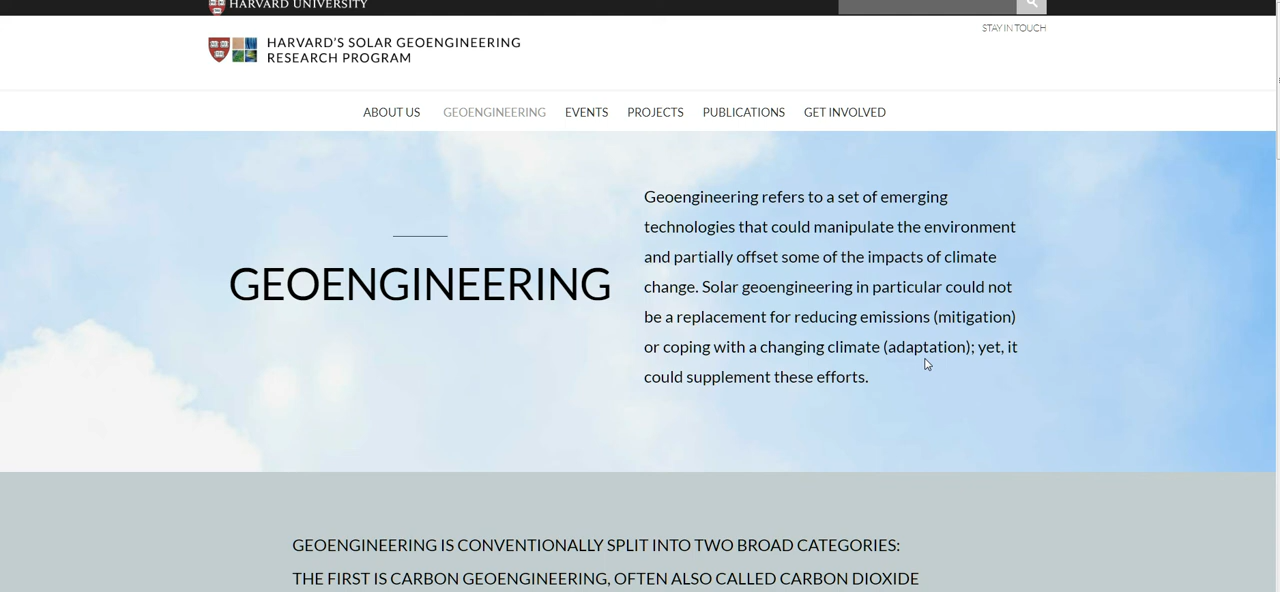 HARVARD UNIVERSITY
STAY IN TOUCH
HARVARD'S SOLAR GEOENGINEERING
RESEARCH PROGRAM
ABOUT US GEOENGINEERING EVENTS PROJECTS PUBLICATIONS GET INVOLVED
GEOENGINEERING
Geoengineering refers to a set of emerging
technologies that could manipulate the environment
and partially offset some of the impacts of climate
change. Solar geoengineering in particular could not
be a replacement for reducing emissions (mitigation)
or coping with a changing climate (adaptation); yet, it
could supplement these efforts.
GEOENGINEERING IS CONVENTIONALLY SPLIT INTO TWO BROAD CATEGORIES:
THE FIRST IS CARBON GEOENGINEERING, OFTEN ALSO CALLED CARBON DIOXIDE